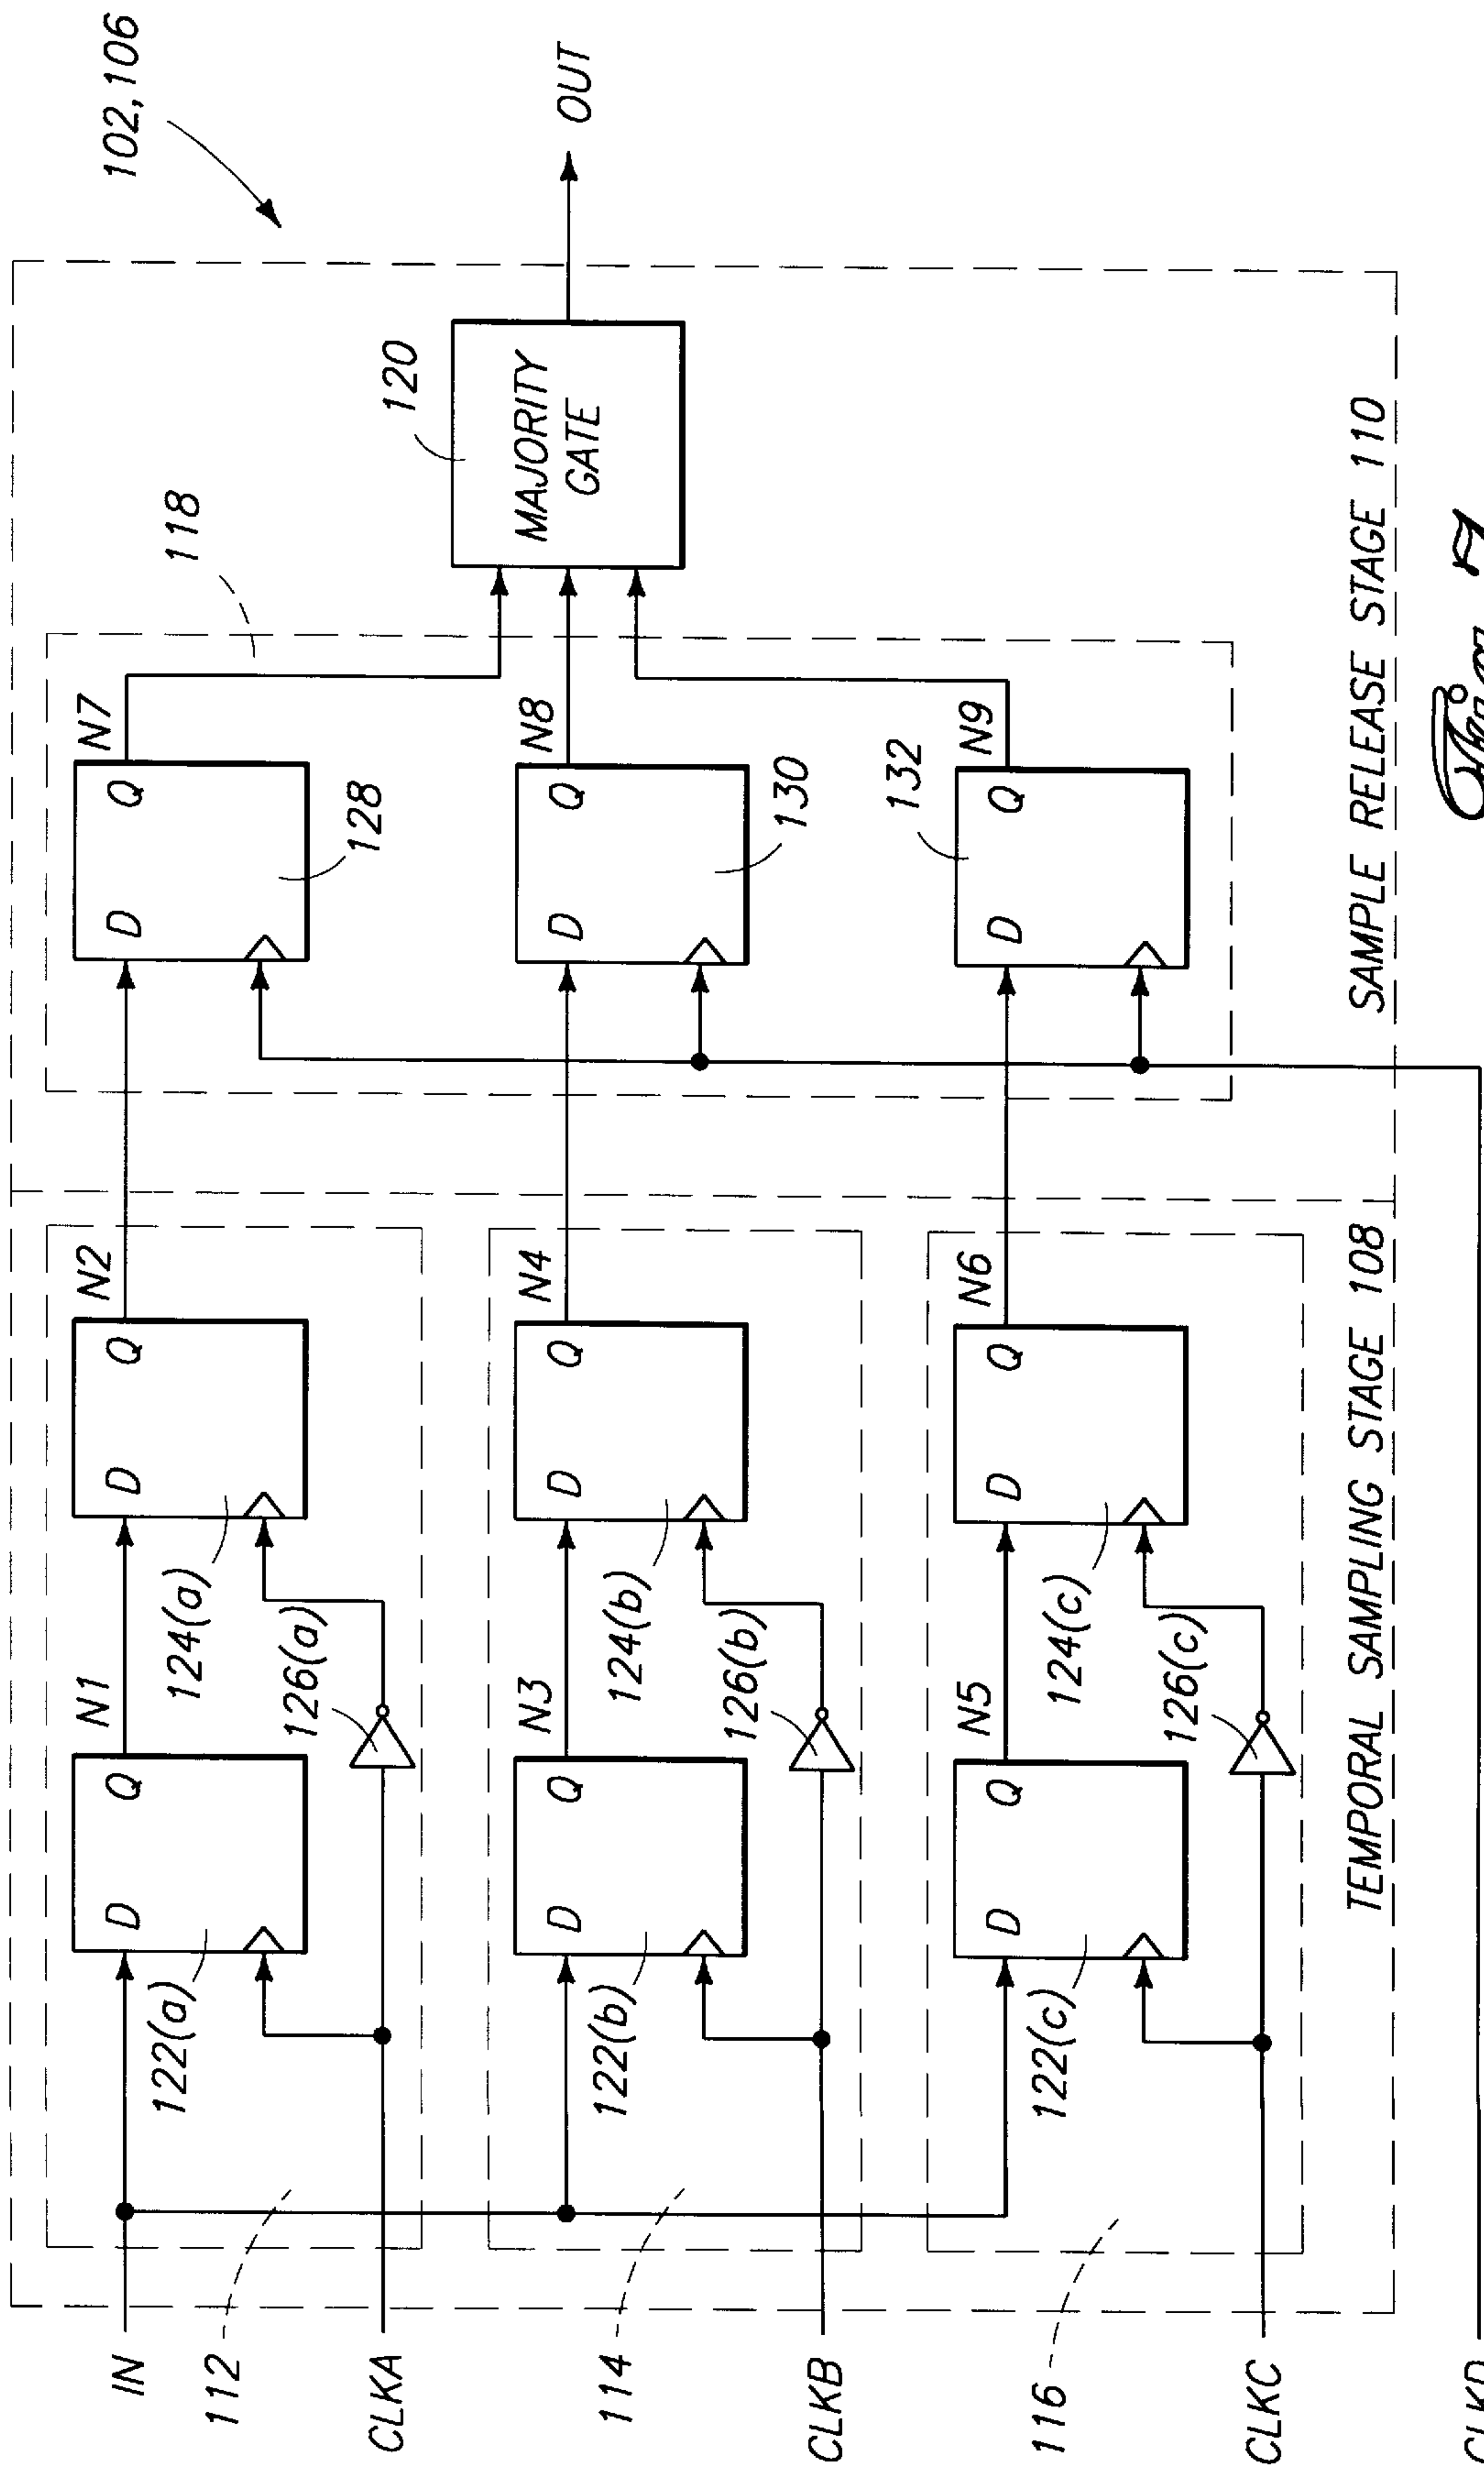 102,106
IN
112
CLKA
122(a)
D
Q
N1
124(a)
126(a)
D
Q
N2
118
D
Q
N7
128
114
CLKB
122(b)
D
Q
N3
124(b)
126(b)
D
Q
N4
D
Q
N8
130
120
MAJORITY
GATE
OUT
116
CLKC
122(c)
D
Q
N5
124(c)
126(c)
D
Q
N6
D
Q
N9
132
TEMPORAL SAMPLING STAGE 108
SAMPLE RELEASE STAGE 110
CLKD